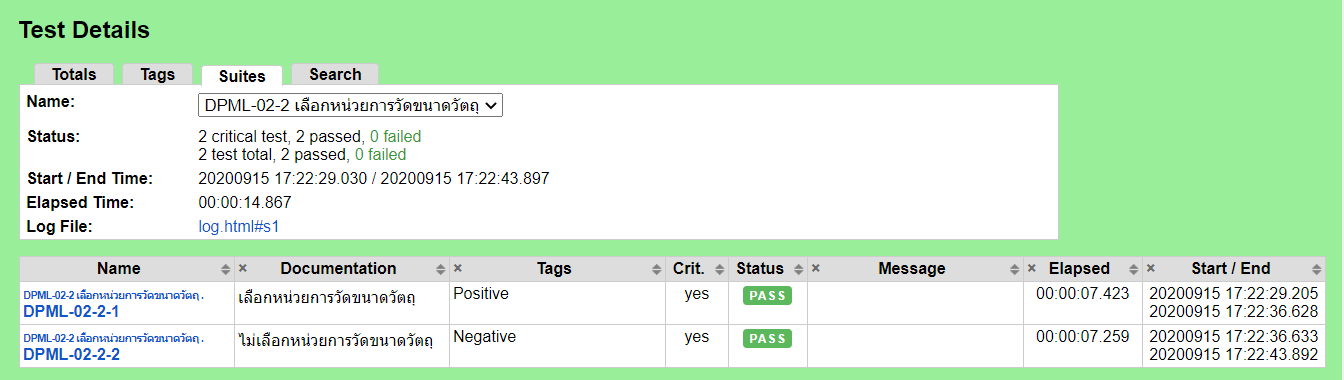 Test Details
Totals Tags Suites Search
Name: DPML-02-2 เลือกหน่วยการวัดขนาดวัตถุ
Status: 2 critical test, 2 passed, 0 failed
2 test total, 2 passed, 0 failed
Start / End Time: 20200915 17:22:29.030 / 20200915 17:22:43.897
Elapsed Time: 00:00:14.867
Log File: log.html#s1
Name × Documentation × Tags Crit. Status × Message × Elapsed × Start / End
DPML-02-2 เลือกหน่วยการวัดขนาดวัตถุ .
DPML-02-2-1 เลือกหน่วยการวัดขนาดวัตถุ Positive yes PASS 00:00:07.423 20200915 17:22:29.205
20200915 17:22:36.628
DPML-02-2 เลือกหน่วยการวัดขนาดวัตถุ .
DPML-02-2-2 ไม่เลือกหน่วยการวัดขนาดวัตถุ Negative yes PASS 00:00:07.259 20200915 17:22:36.633
20200915 17:22:43.892